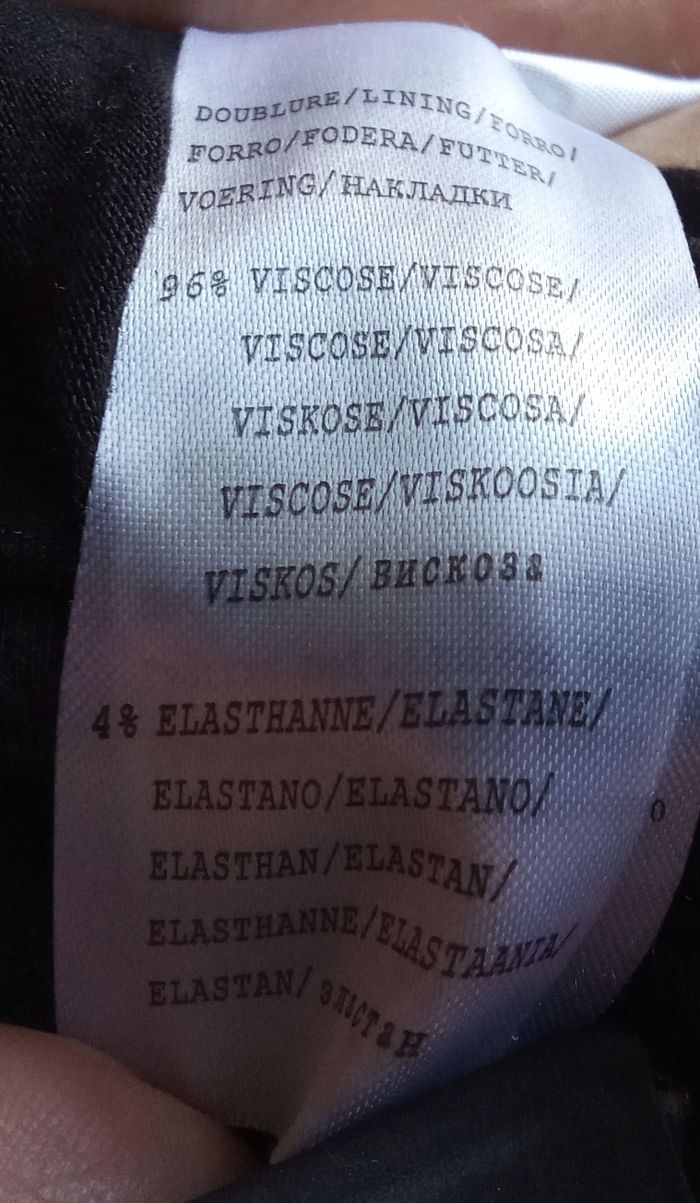 DOUBLURE/LINING/FORRO/
FORRO/FODERA/FUTTER/
VOERING/НАКЛАДКИ
96% VISCOSE/VISCOSE/
VISCOSE/VISCOSA/
VISKOSE/VISCOSA/
VISCOSE/VISKOOSIA/
VISKOS/ВИСКОЗа
4% ELASTHANNE/ELASTANE/
ELASTANO/ELASTANO/
ELASTHAN/ELASTAN/
ELASTHANNE/ELASTAANIA/
ELASTAN/ЭЛаСТаН